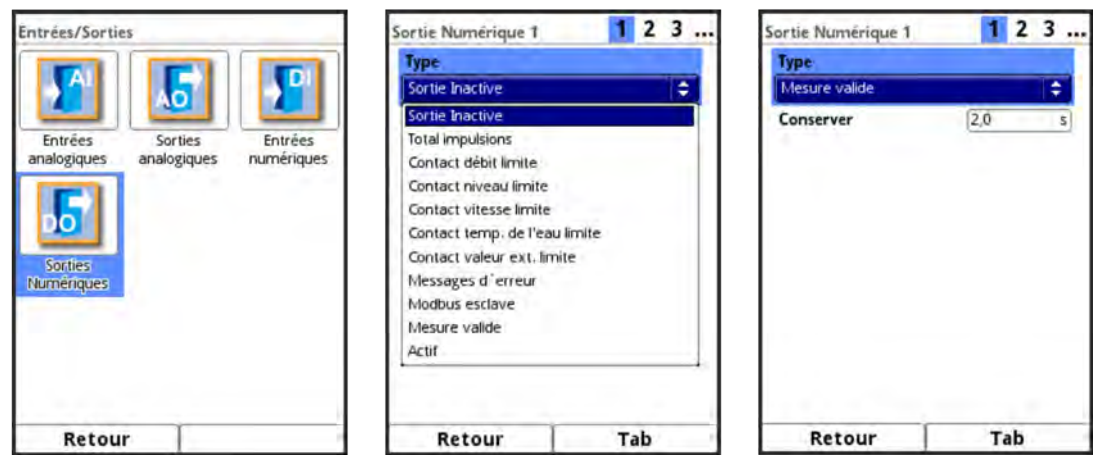 Entrées/Sorties
AI
AO
DI
Entrées
analogiques
Sorties
analogiques
Entrées
numériques
DO
Sorties
Numériques
Retour
Sortie Numérique 1
1 2 3 ...
Type
Sortie Inactive
Sortie Inactive
Total impulsions
Contact débit limite
Contact niveau limite
Contact vitesse limite
Contact temp. de l'eau limite
Contact valeur ext. limite
Messages d´erreur
Modbus esclave
Mesure valide
Actif
Retour
Tab
Sortie Numérique 1
1 2 3 ...
Type
Mesure valide
Conserver 2,0 s
Retour
Tab